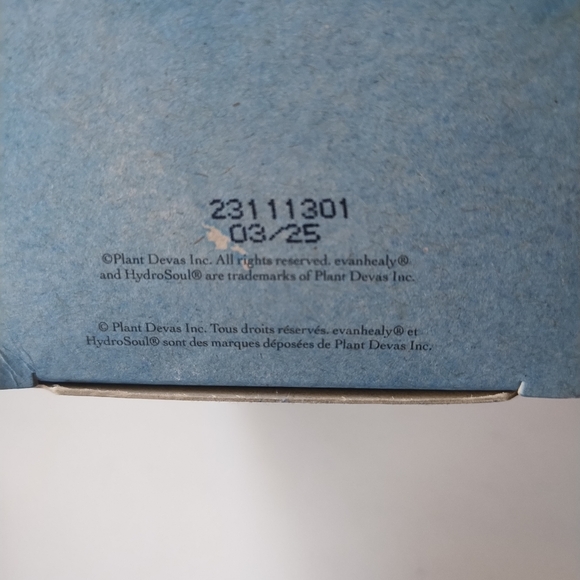 23111301
03/25
©Plant Devas Inc. All rights reserved. evanhealy®
and HydroSoul® are trademarks of Plant Devas Inc.
© Plant Devas Inc. Tous droits réservés. evanhealy® et
HydroSoul® sont des marques déposées de Plant Devas Inc.